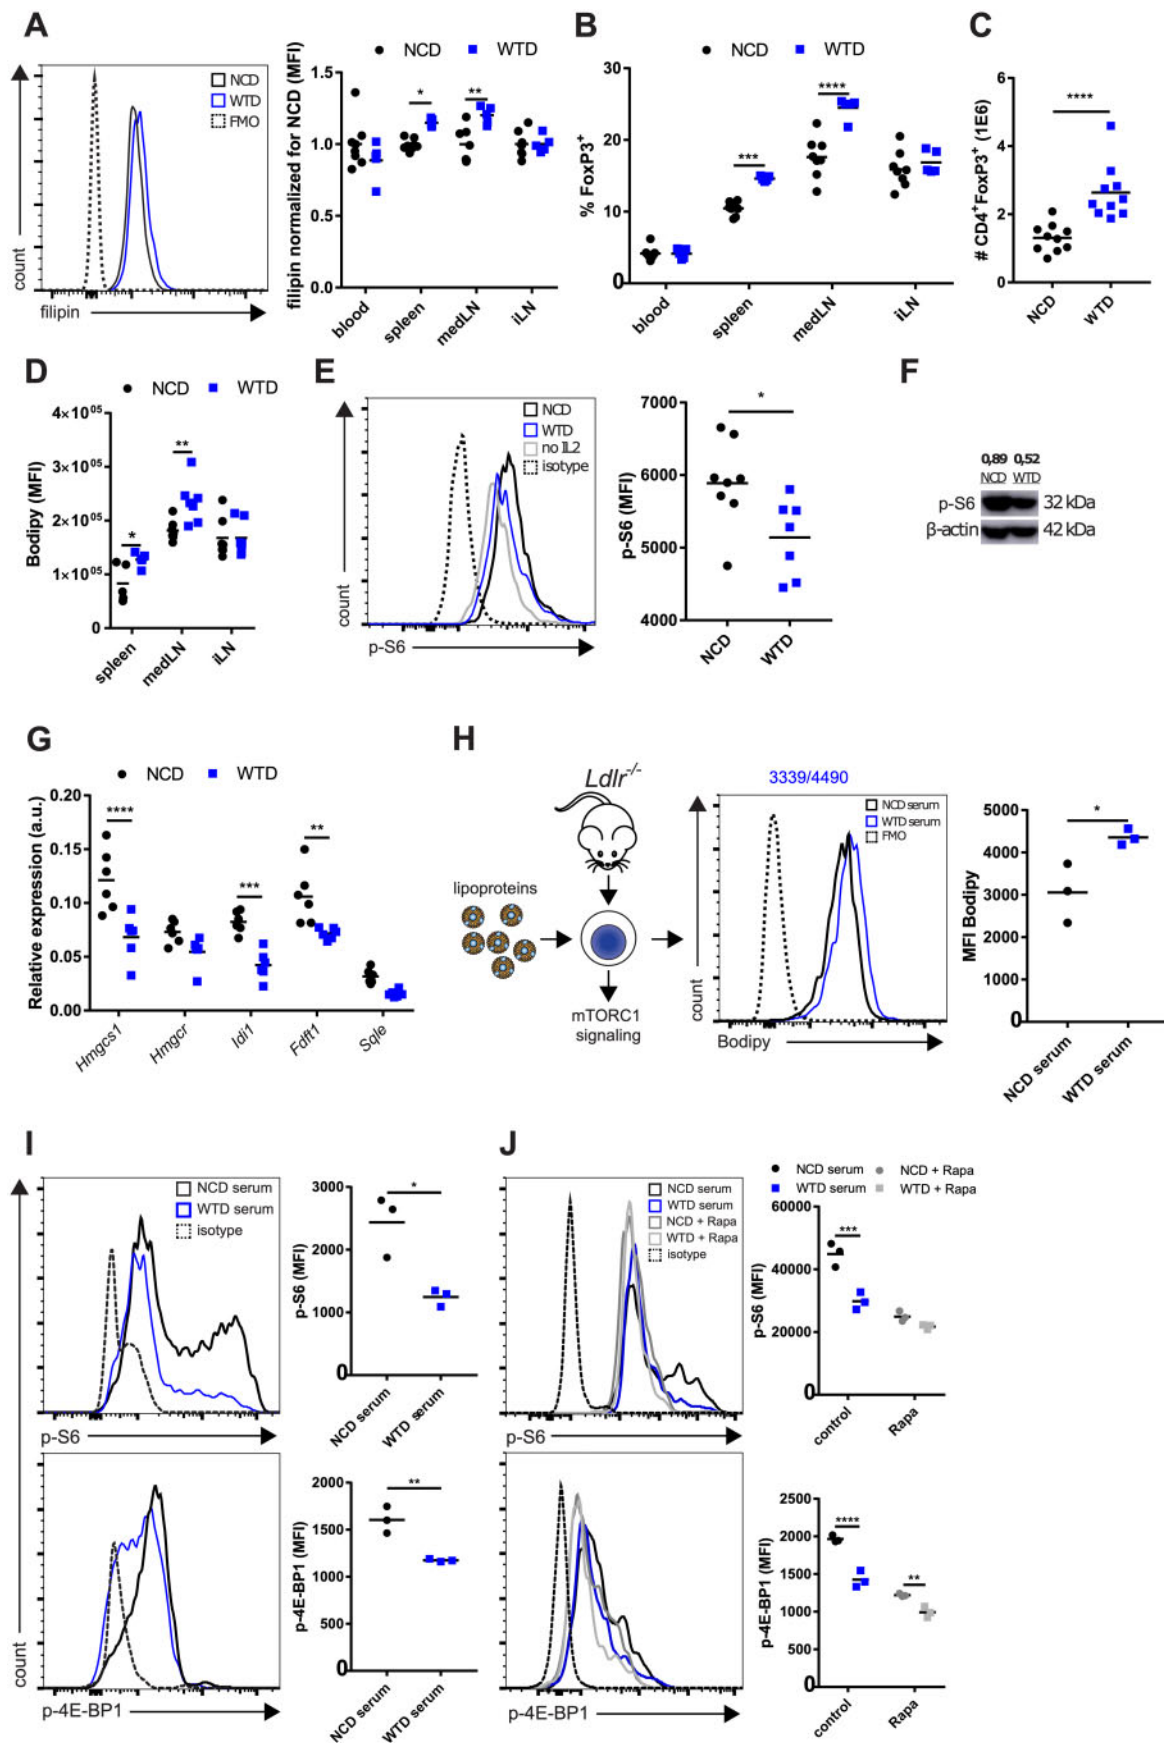 A
NCD
WTD
FMO
count
filipin
NCD WTD
filipin normalized for NCD (MFI)
1.5
1.0
0.5
0.0
* **
blood spleen medLN iLN
B
NCD WTD
% FoxP3+
30
20
10
0
*** ****
blood spleen medLN iLN
C
# CD4+FoxP3+ (1E6)
6
4
2
0
****
NCD WTD
D
NCD WTD
Bodipy (MFI)
4×10⁰⁵
3×10⁰⁵
2×10⁰⁵
1×10⁰⁵
0
* **
spleen medLN iLN
E
NCD
WTD
no IL2
isotype
count
p-S6
p-S6 (MFI)
7000
6000
5000
4000
*
NCD WTD
F
0,89 0,52
NCD WTD
p-S6 32 kDa
β-actin 42 kDa
G
NCD WTD
Relative expression (a.u.)
0.20
0.15
0.10
0.05
0.00
**** *** **
Hmgcs1 Hmgcr Idi1 Fdft1 Sqle
H
Ldlr-/-
lipoproteins
mTORC1
signaling
3339/4490
NCD serum
WTD serum
FMO
count
Bodipy
MFI Bodipy
5000
4000
3000
2000
1000
0
*
NCD serum WTD serum
I
NCD serum
WTD serum
isotype
p-S6
p-S6 (MFI)
3000
2000
1000
0
*
NCD serum WTD serum
count
p-4E-BP1
p-4E-BP1 (MFI)
2000
1500
1000
500
0
**
NCD serum WTD serum
J
NCD serum
WTD serum
NCD + Rapa
WTD + Rapa
isotype
p-S6
NCD serum NCD + Rapa
WTD serum WTD + Rapa
p-S6 (MFI)
60000
40000
20000
0
***
control Rapa
p-4E-BP1
p-4E-BP1 (MFI)
2500
2000
1500
1000
500
0
**** **
control Rapa